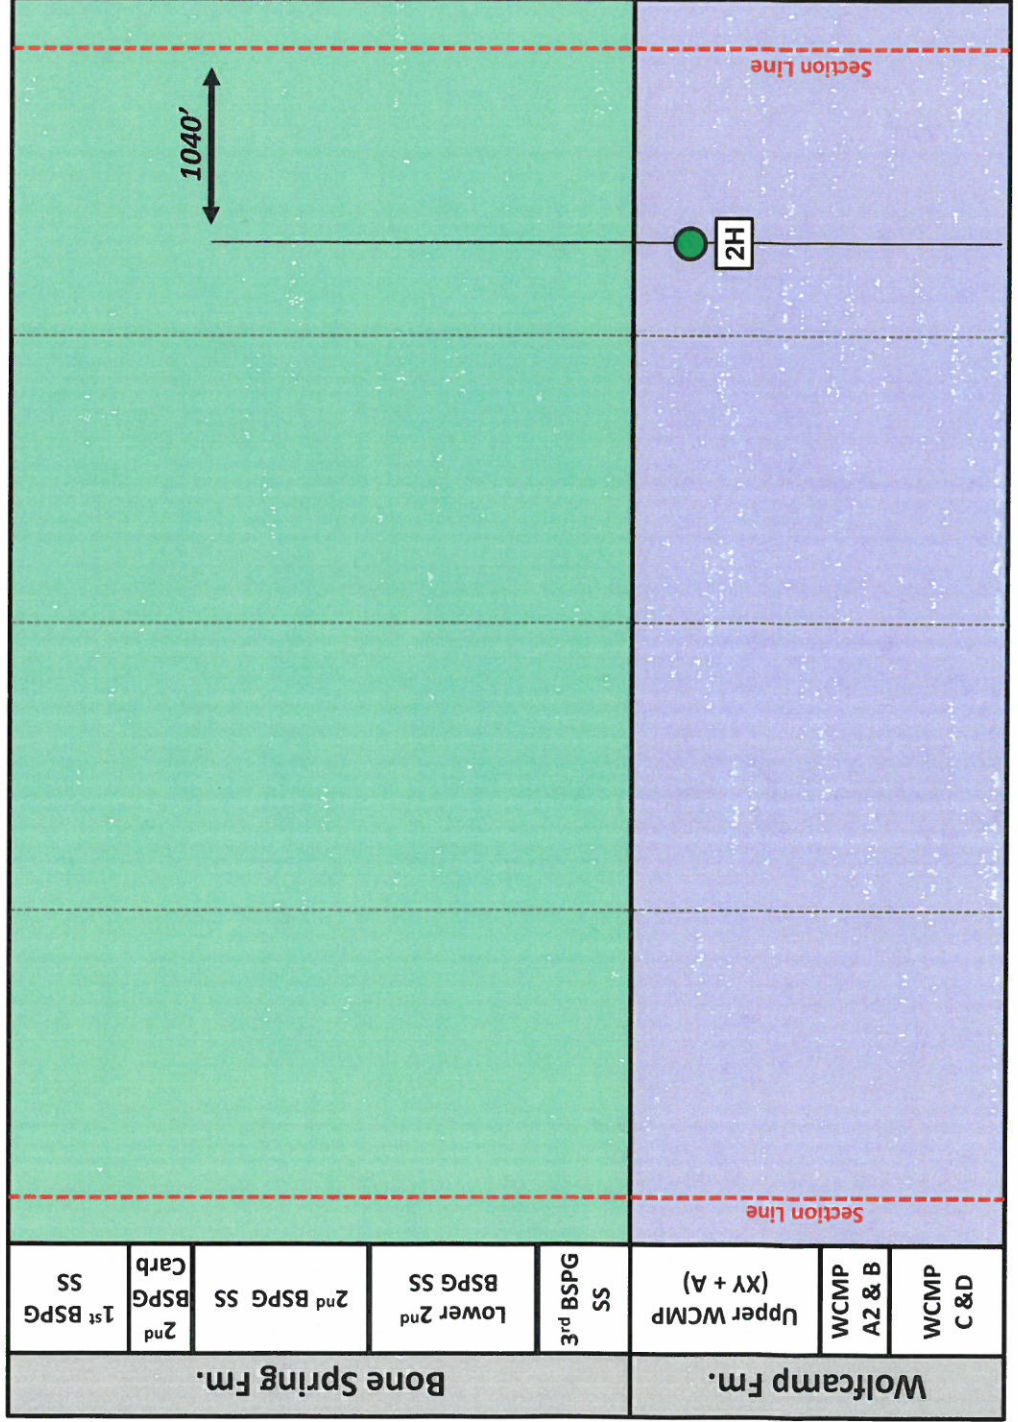 Bone Spring Fm.
1st BSPG
SS
2nd
BSPG
Carb
2nd BSPG SS
Lower 2nd
BSPG SS
3rd BSPG
SS
Wolfcamp Fm.
Upper WCMP
(XY + A)
WCMP
A2 & B
WCMP
C &D
Section Line
Section Line
1040'
2H